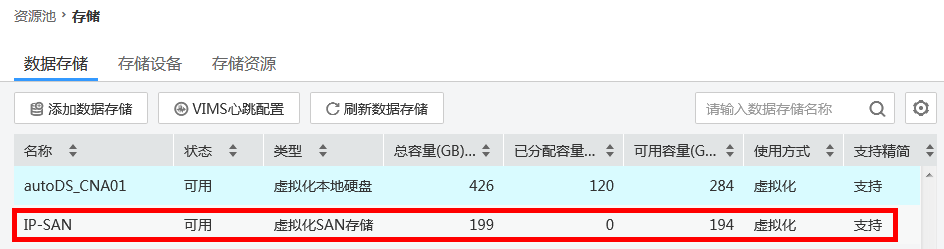 资源池 › 存储
数据存储 存储设备 存储资源
添加数据存储 VIMS心跳配置 刷新数据存储 请输入数据存储名称
名称 状态 类型 总容量(GB)... 已分配容量... 可用容量(G... 使用方式 支持精简
autoDS_CNA01 可用 虚拟化本地硬盘 426 120 284 虚拟化 支持
IP-SAN 可用 虚拟化SAN存储 199 0 194 虚拟化 支持